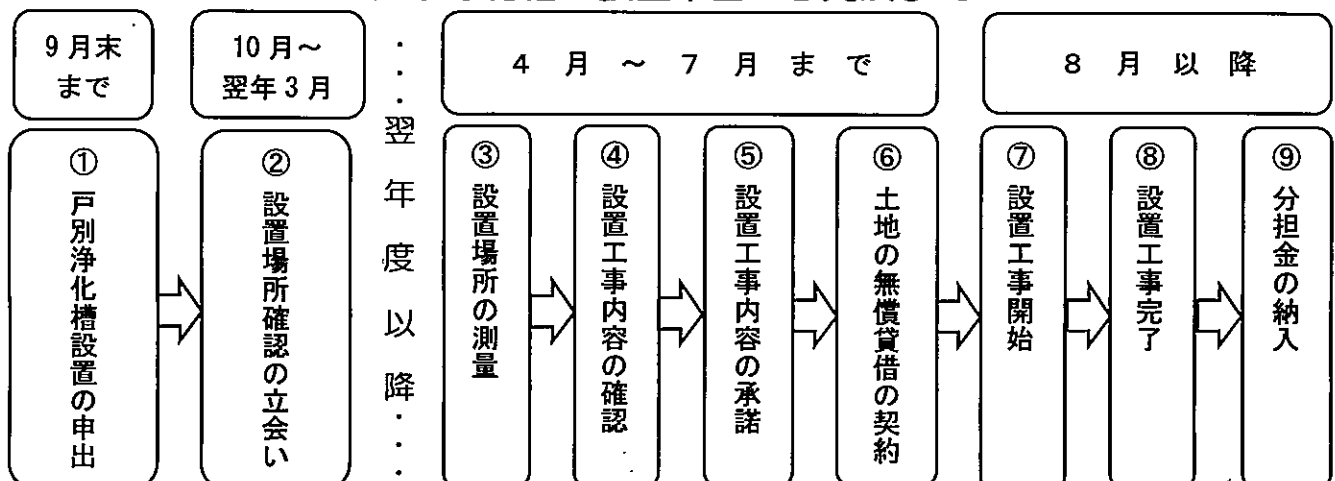 9月末
まで
10月～
翌年3月
・・・翌年度以降・・・
4月～7月まで
8月以降
①戸別浄化槽設置の申出
②設置場所確認の立会い
③設置場所の測量
④設置工事内容の確認
⑤設置工事内容の承諾
⑥土地の無償貸借の契約
⑦設置工事開始
⑧設置工事完了
⑨分担金の納入